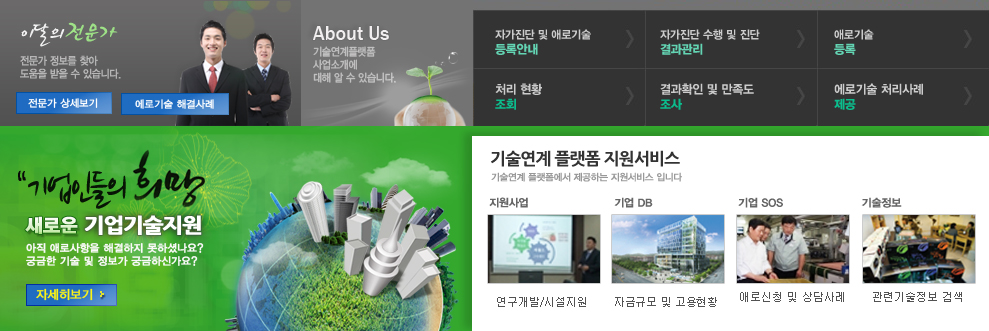 이달의 전문가
전문가 정보를 찾아
도움을 받을 수 있습니다.
전문가 상세보기
에로기술 해결사례
About Us
기술연계플랫폼
사업소개에
대해 알 수 있습니다.
자가진단 및 애로기술
등록안내
자가진단 수행 및 진단
결과관리
애로기술
등록
처리 현황
조회
결과확인 및 만족도
조사
에로기술 처리사례
제공
“기업인들의 희망
새로운 기업기술지원
아직 애로사항을 해결하지 못하셨나요?
궁금한 기술 및 정보가 궁금하신가요?
자세히보기 >
기술연계 플랫폼 지원서비스
기술연계 플랫폼에서 제공하는 지원서비스 입니다
지원사업
연구개발/시설지원
기업 DB
자금규모 및 고용현황
기업 SOS
애로신청 및 상담사례
기술정보
관련기술정보 검색